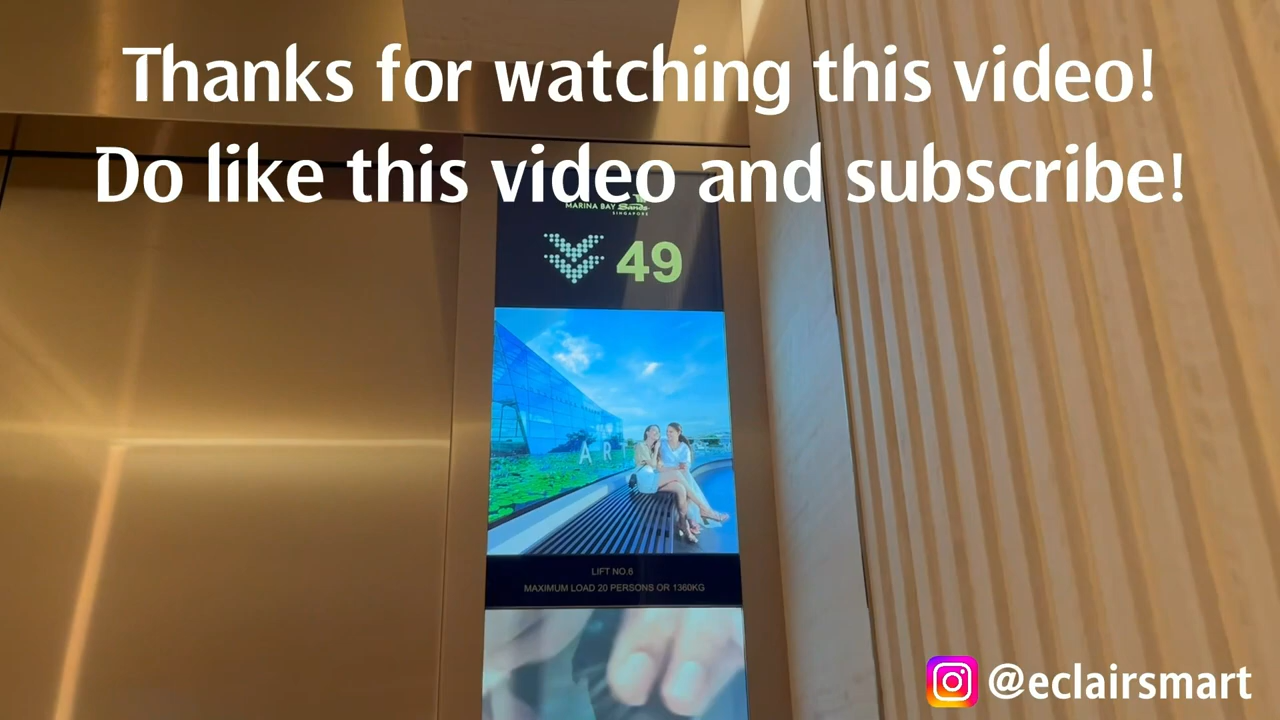 Thanks for watching this video!
Do like this video and subscribe!
MARINA BAY Sands
SINGAPORE
49
AR
LIFT NO.6
MAXIMUM LOAD 20 PERSONS OR 1360KG
@eclairsmart